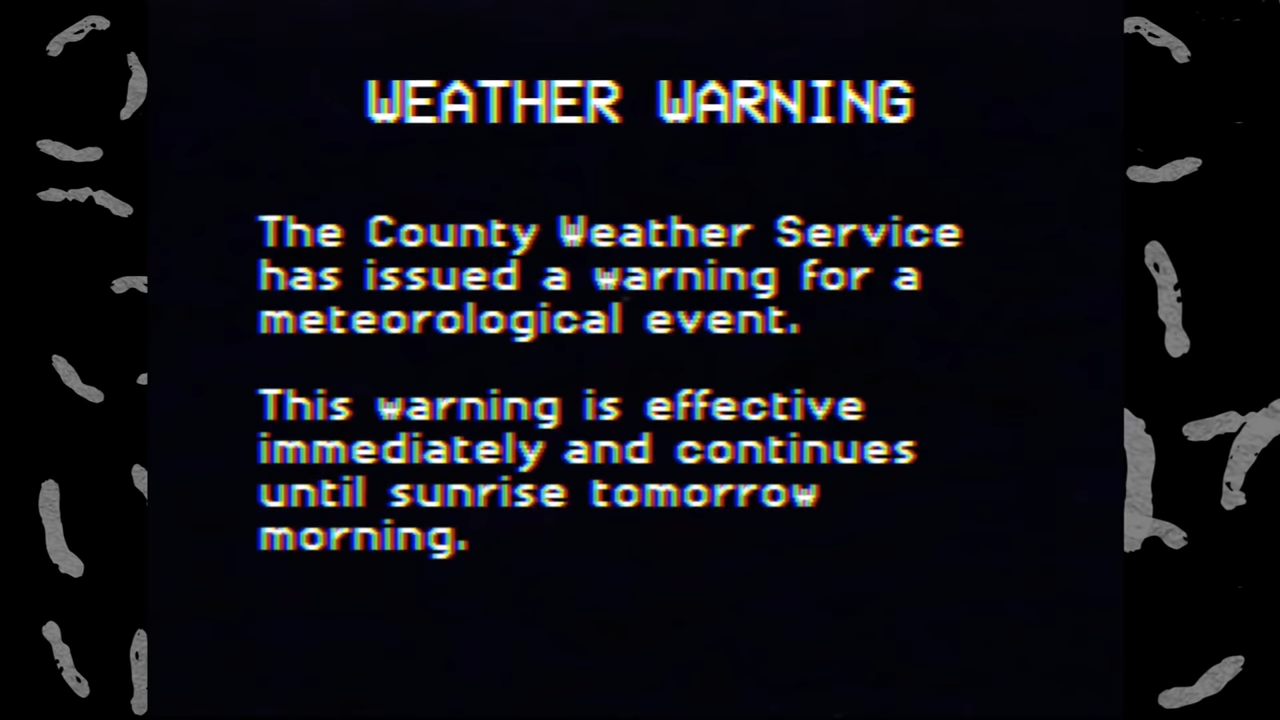 WEATHER WARNING
The County Weather Service
has issued a warning for a
meteorological event.
This warning is effective
immediately and continues
until sunrise tomorrow
morning.